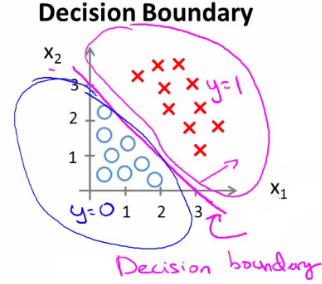 Decision Boundary
x₂
3
y=1
2
1
x₁
y=0 1 2 3
Decision boundary